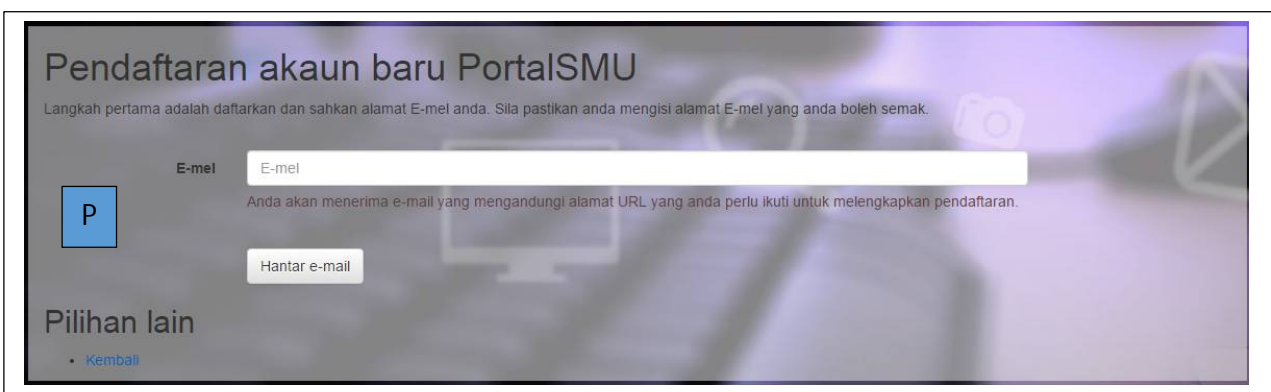 Pendaftaran akaun baru PortalSMU
Langkah pertama adalah daftarkan dan sahkan alamat E-mel anda. Sila pastikan anda mengisi alamat E-mel yang anda boleh semak.
E-mel E-mel
P
Anda akan menerima e-mail yang mengandungi alamat URL yang anda perlu ikuti untuk melengkapkan pendaftaran.
Hantar e-mail
Pilihan lain
• Kembali